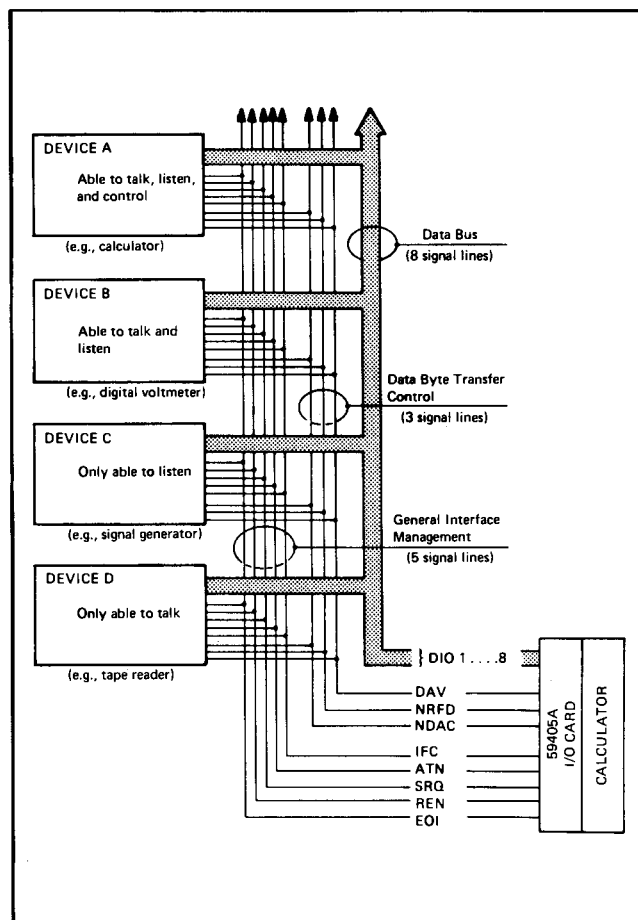 DEVICE A
Able to talk, listen,
and control
(e.g., calculator)
DEVICE B
Able to talk and
listen
(e.g., digital voltmeter)
DEVICE C
Only able to listen
(e.g., signal generator)
DEVICE D
Only able to talk
(e.g., tape reader)
Data Bus
(8 signal lines)
Data Byte Transfer
Control
(3 signal lines)
General Interface
Management
(5 signal lines)
DIO 1 . . . . 8
DAV
NRFD
NDAC
IFC
ATN
SRQ
REN
EOI
59405A
I/O CARD
CALCULATOR